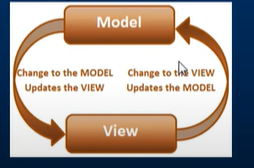 Model
Change to the MODEL
Updates the VIEW
Change to the VIEW
Updates the MODEL
View